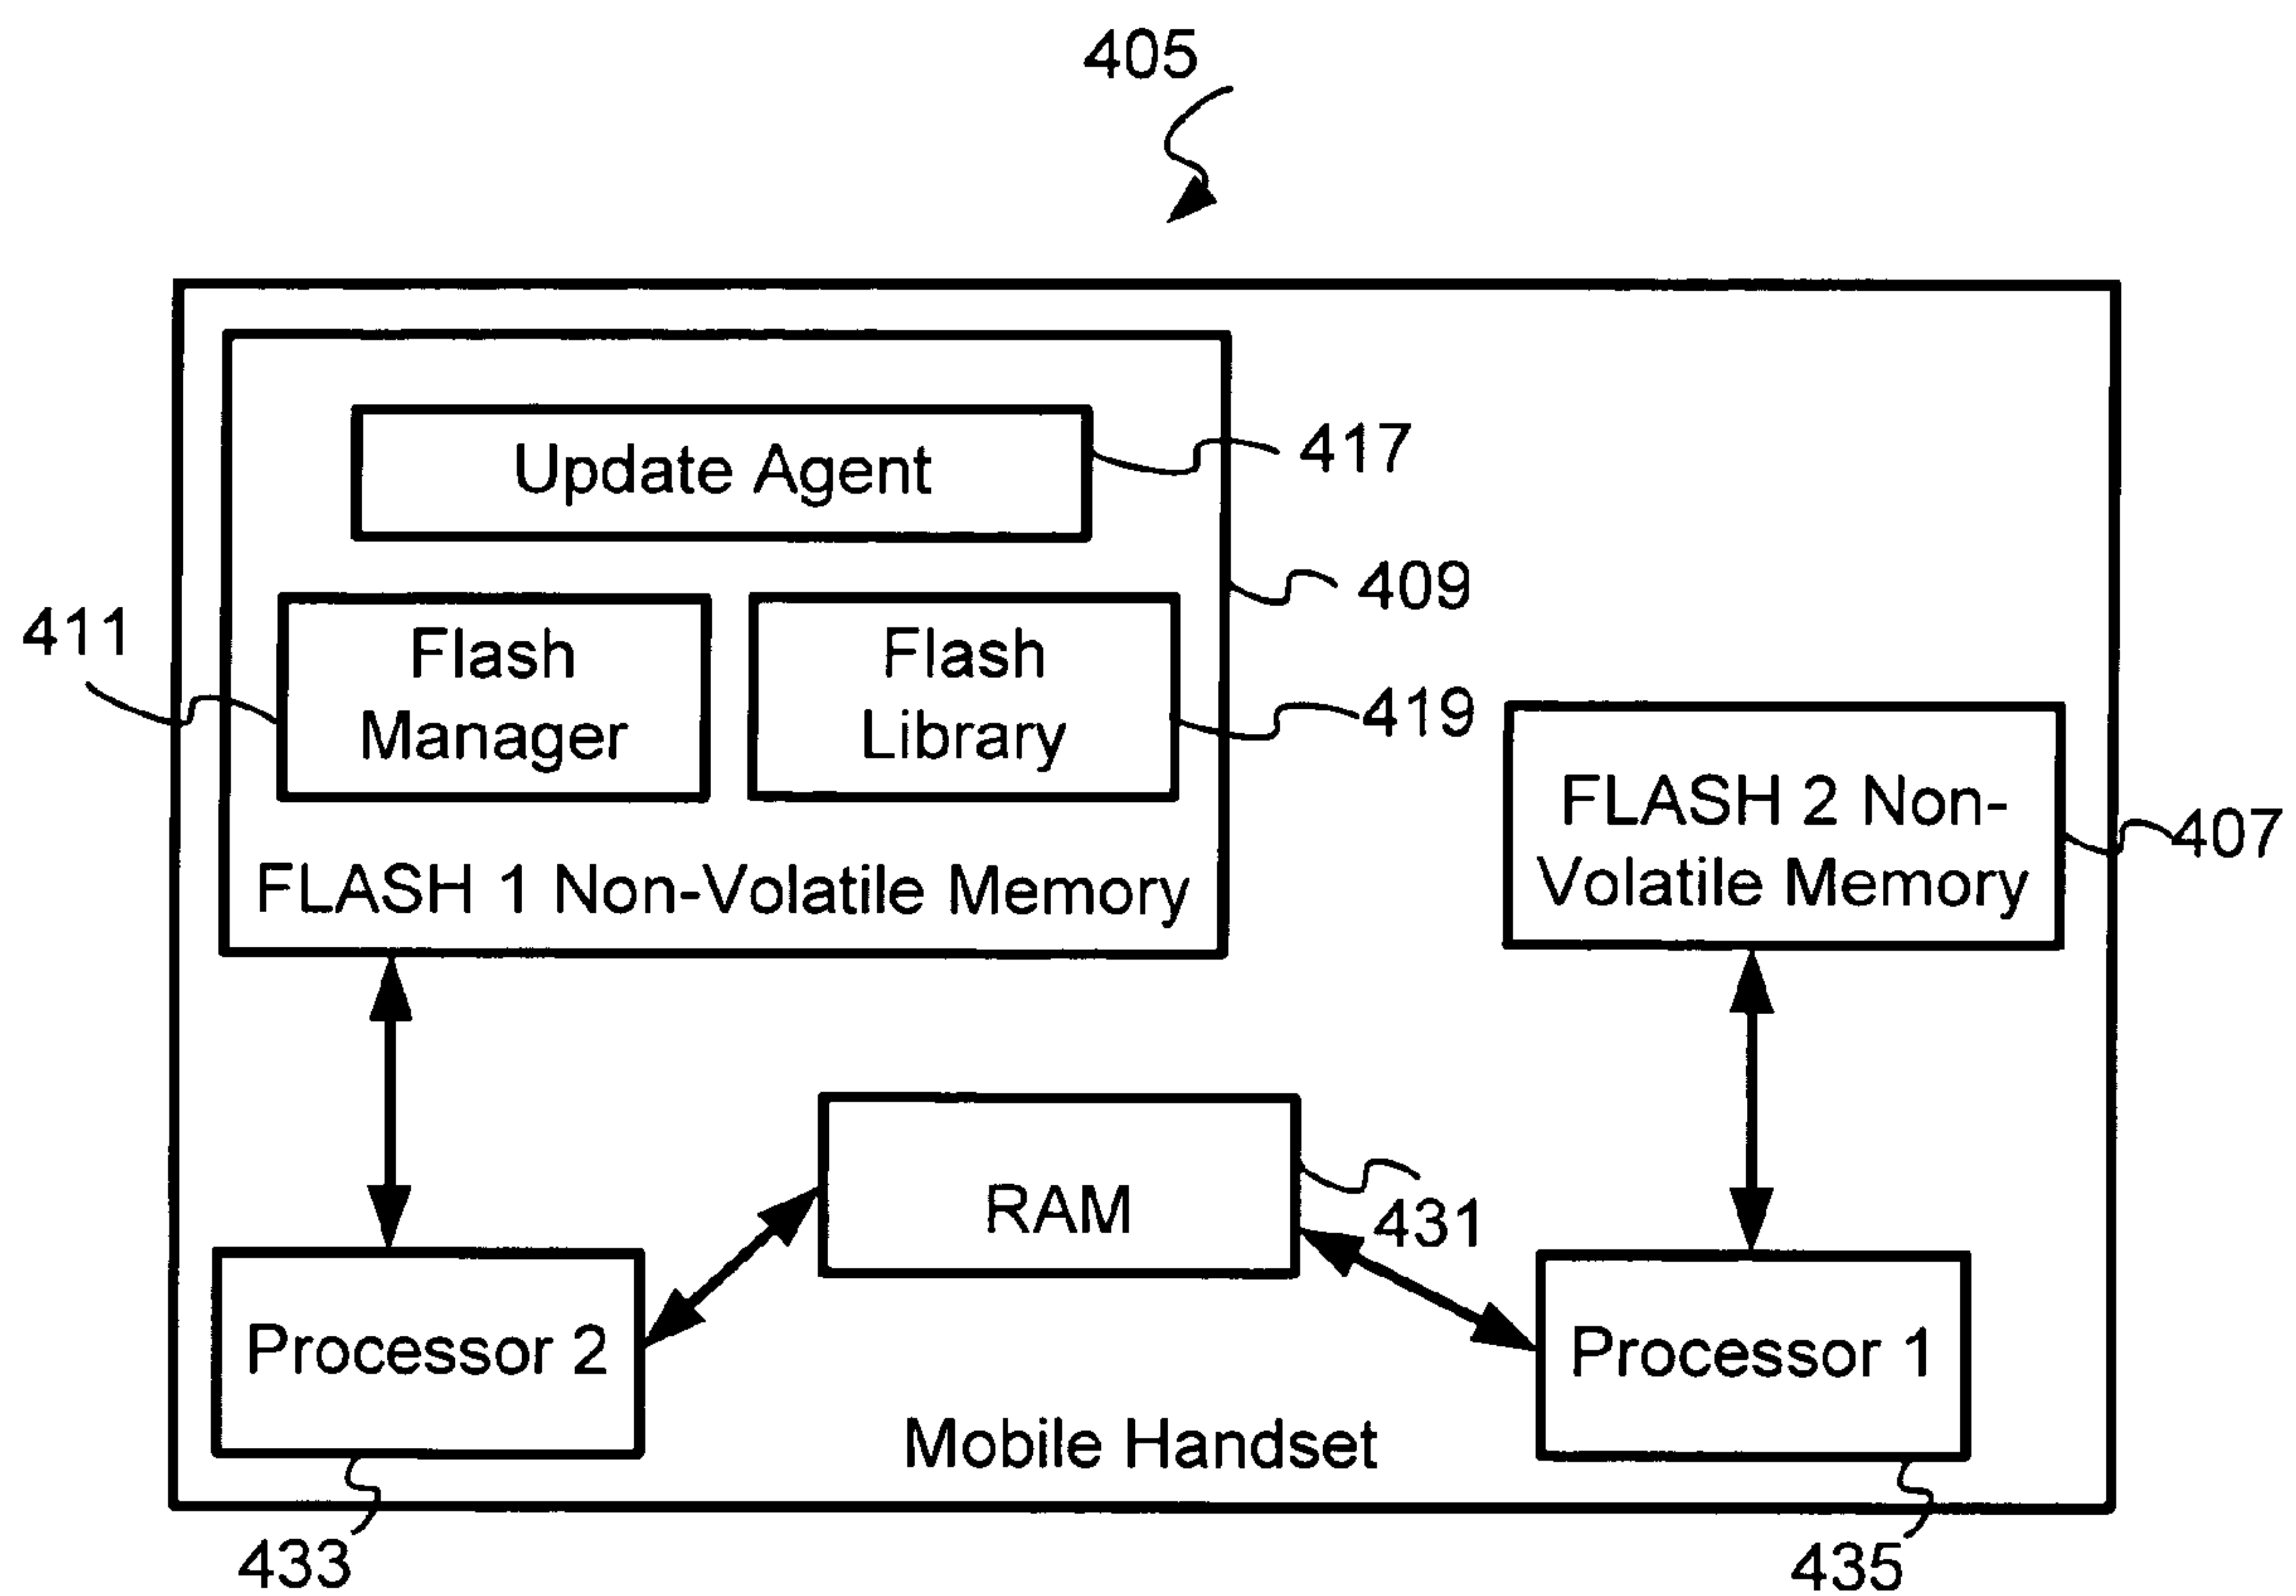 405
Update Agent
417
409
411
Flash
Manager
Flash
Library
419
FLASH 1 Non-Volatile Memory
FLASH 2 Non-
Volatile Memory
407
RAM
431
Processor 2
Processor 1
Mobile Handset
433
435